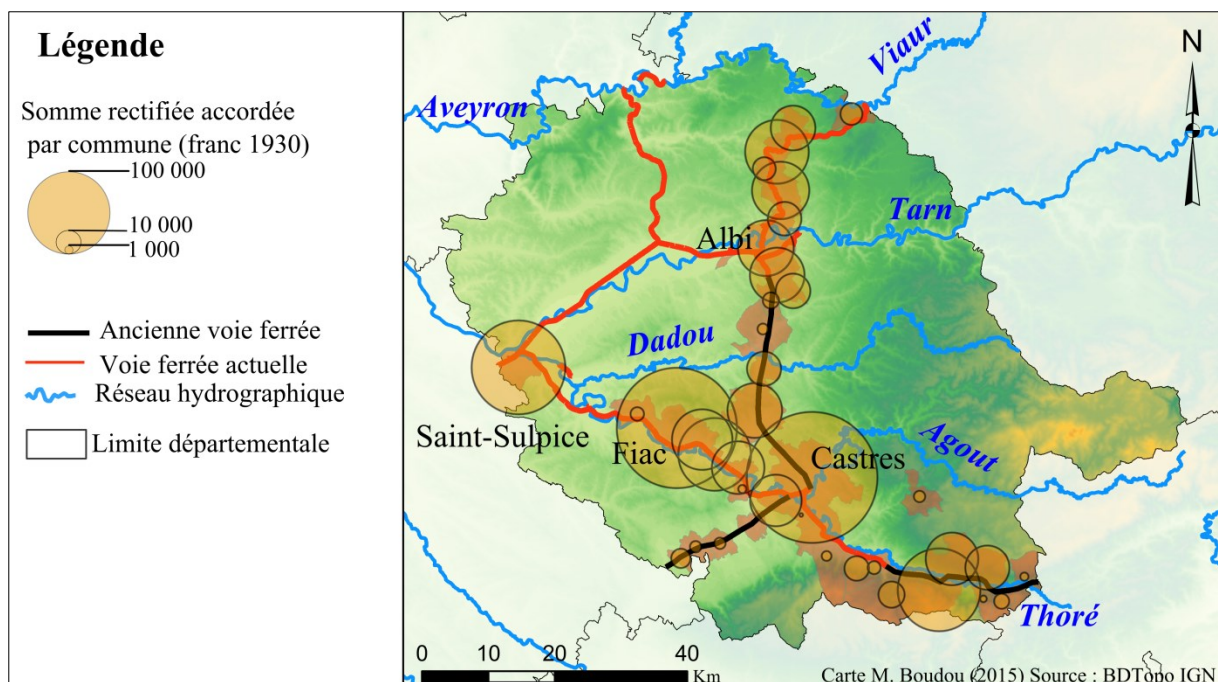 Légende
Somme rectifiée accordée
par commune (franc 1930)
100 000
10 000
1 000
Ancienne voie ferrée
Voie ferrée actuelle
Réseau hydrographique
Limite départementale
Viaur
N
Aveyron
Tarn
Albi
Dadou
Saint-Sulpice
Fiac
Castres
Agout
Thoré
0 10 20 40
Km
Carte M. Boudou (2015) Source : BDTopo IGN